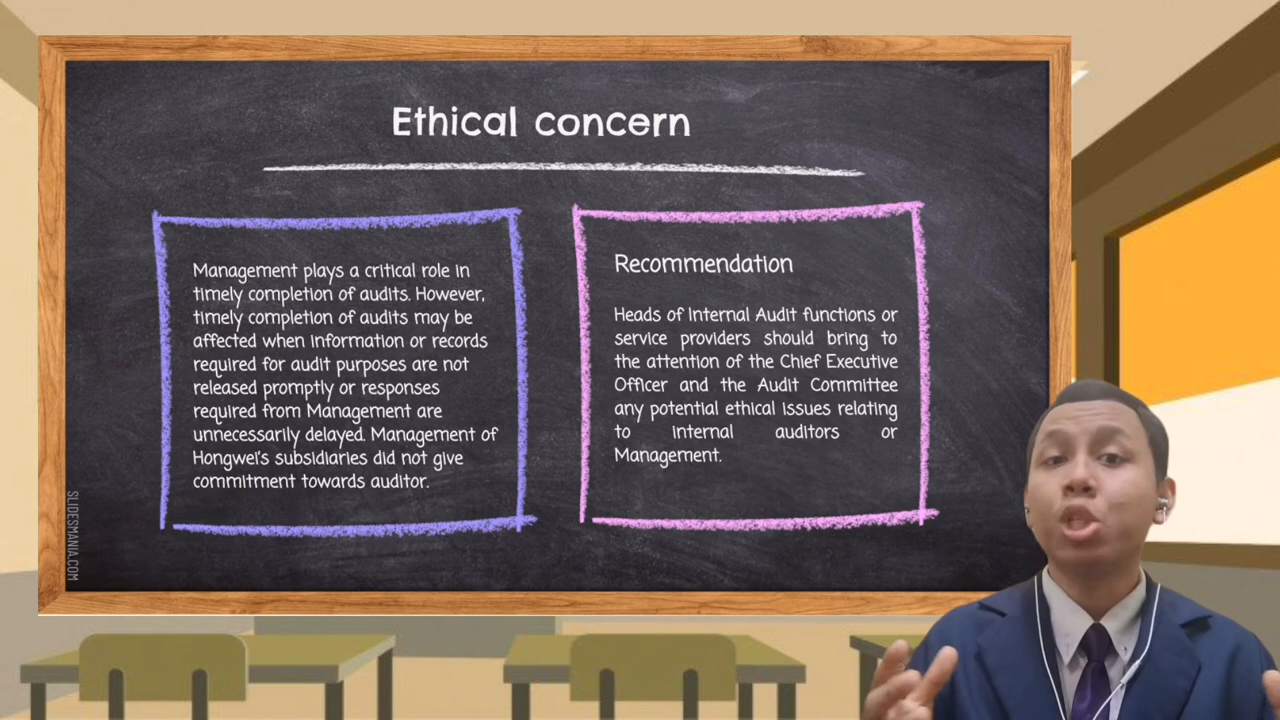 Ethical concern
Management plays a critical role in
timely completion of audits. However,
timely completion of audits may be
affected when information or records
required for audit purposes are not
released promptly or responses
required from Management are
unnecessarily delayed. Management of
Hongwei's subsidiaries did not give
commitment towards auditor.
Recommendation
Heads of Internal Audit functions or
service providers should bring to
the attention of the Chief Executive
Officer and the Audit Committee
any potential ethical issues relating
to internal auditors or
Management.
SLIDESMANIA.COM